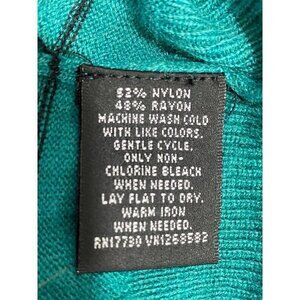 52% NYLON
48% RAYON
MACHINE WASH COLD
WITH LIKE COLORS.
GENTLE CYCLE.
ONLY NON-
CHLORINE BLEACH
WHEN NEEDED.
LAY FLAT TO DRY.
WARM IRON
WHEN NEEDED.
RN17730 VN1268582